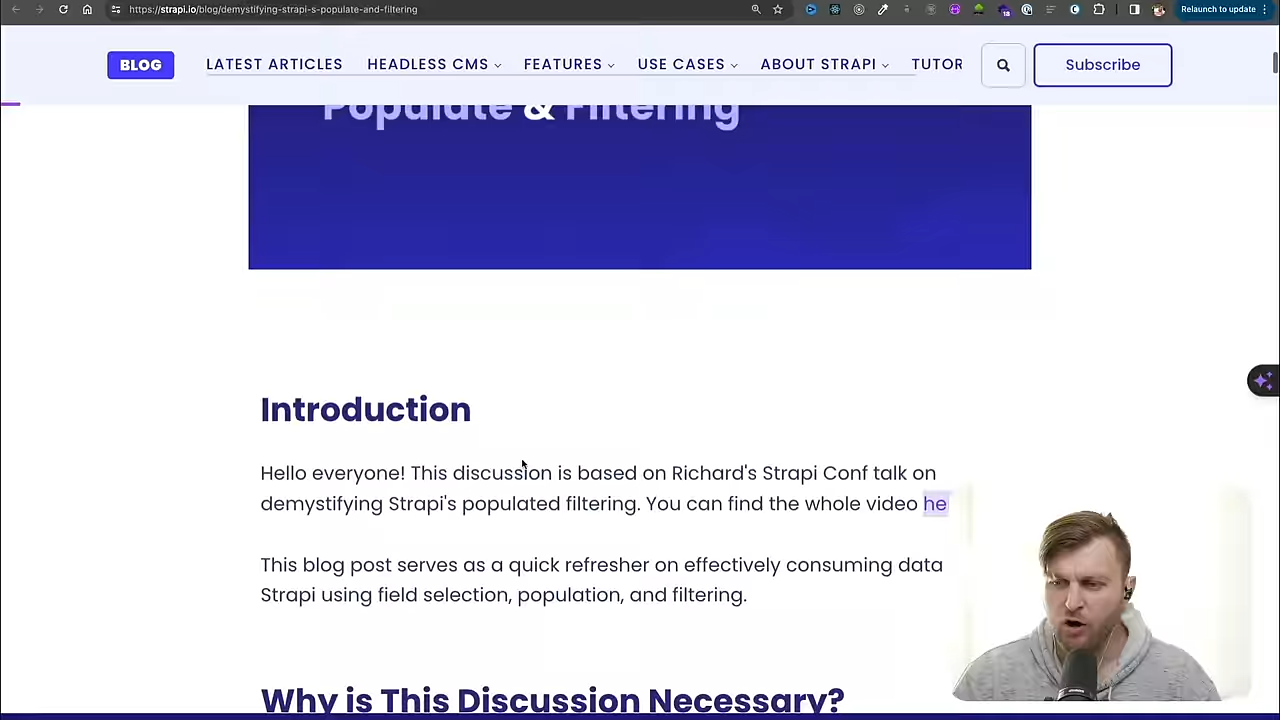 https://strapi.io/blog/demystifying-strapi-s-populate-and-filtering
Relaunch to update
BLOG
LATEST ARTICLES
HEADLESS CMS
FEATURES
USE CASES
ABOUT STRAPI
TUTOR
Subscribe
Populate & Filtering
Introduction
Hello everyone! This discussion is based on Richard's Strapi Conf talk on
demystifying Strapi's populated filtering. You can find the whole video he
This blog post serves as a quick refresher on effectively consuming data
Strapi using field selection, population, and filtering.
Why is This Discussion Necessary?